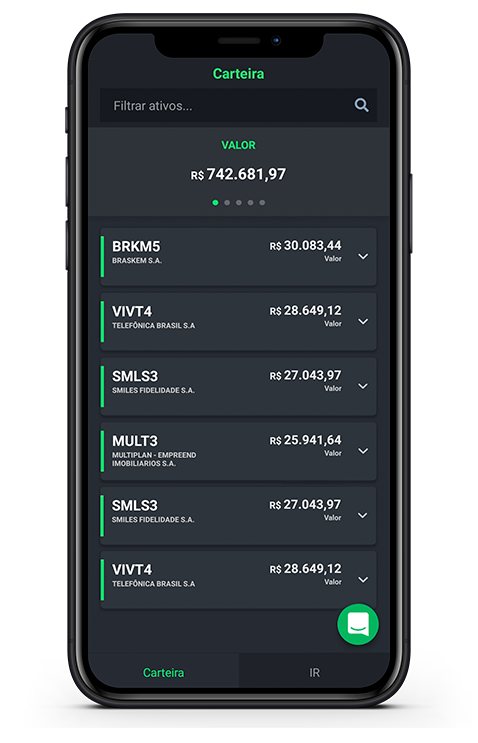 Carteira
Filtrar ativos...
VALOR
R$ 742.681,97
BRKM5
R$ 30.083,44
BRASKEM S.A.
Valor
VIVT4
R$ 28.649,12
TELEFÔNICA BRASIL S.A
Valor
SMLS3
R$ 27.043,97
SMILES FIDELIDADE S.A.
Valor
MULT3
R$ 25.941,64
MULTIPLAN - EMPREEND
IMOBILIARIOS S.A.
Valor
SMLS3
R$ 27.043,97
SMILES FIDELIDADE S.A.
Valor
VIVT4
R$ 28.649,12
TELEFÔNICA BRASIL S.A
Valor
Carteira
IR